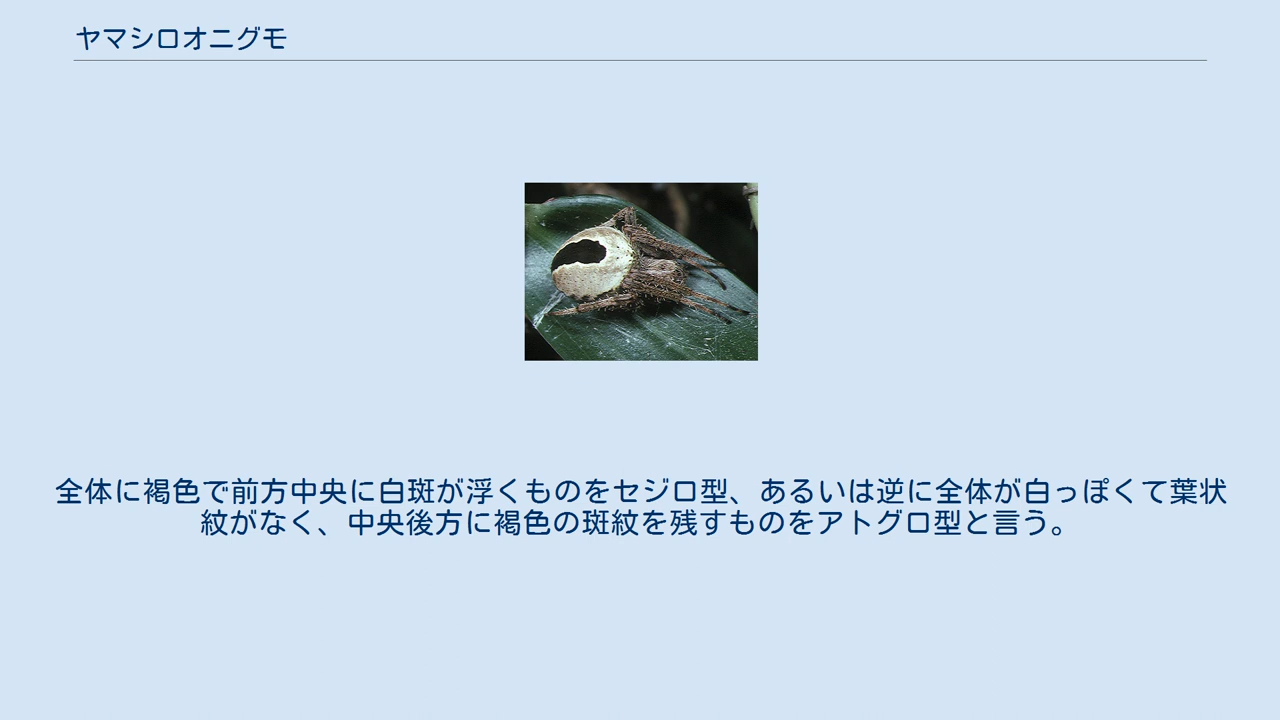 ヤマシロオニグモ
全体に褐色で前方中央に白斑が浮くものをセジロ型、あるいは逆に全体が白っぽくて葉状
紋がなく、中央後方に褐色の斑紋を残すものをアトグロ型と言う。